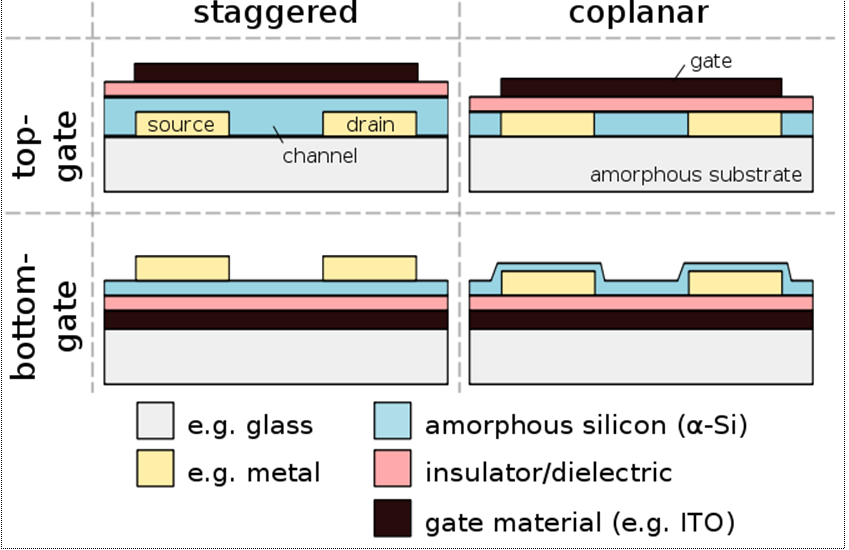 staggered
coplanar
top-
gate
source
drain
channel
gate
amorphous substrate
bottom-
gate
e.g. glass
amorphous silicon (α-Si)
e.g. metal
insulator/dielectric
gate material (e.g. ITO)